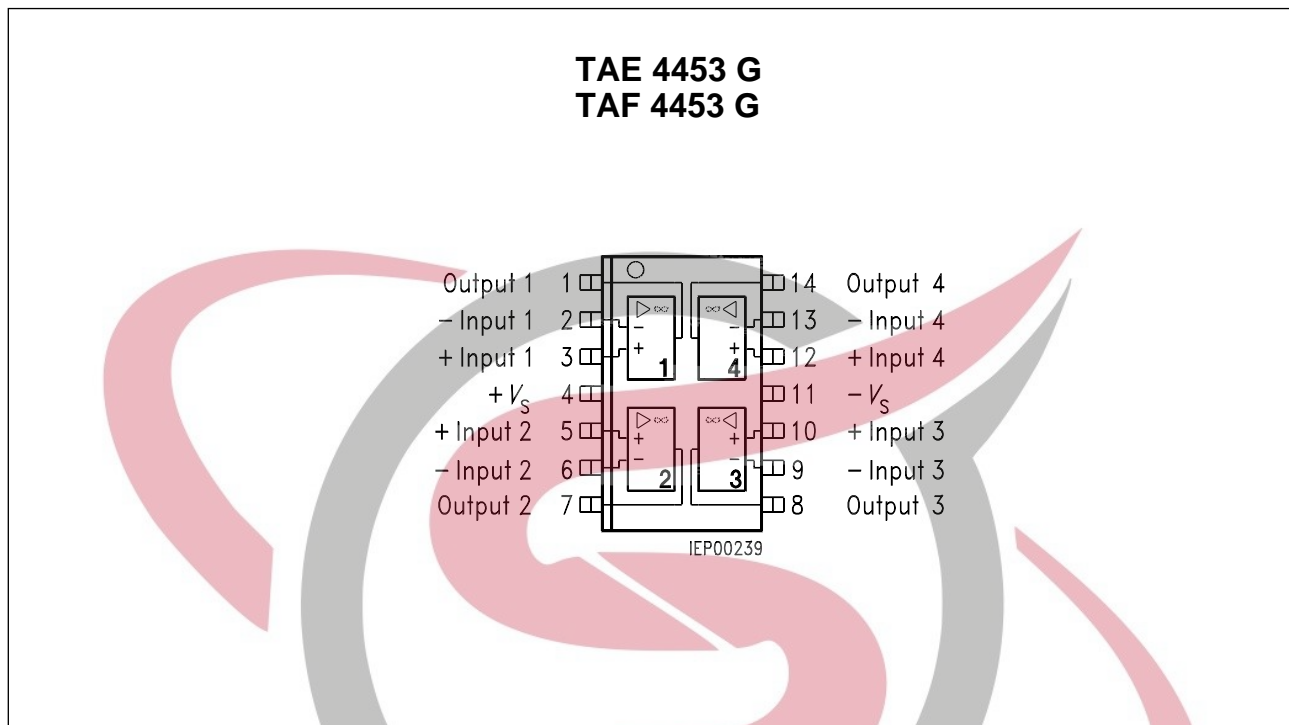 TAE 4453 G
TAF 4453 G
Output 1 1 14 Output 4
- Input 1 2 13 - Input 4
+ Input 1 3 12 + Input 4
▷ ∞ ∞ ◁
- -
+ +
1 4
+ VS 4 11 - VS
+ Input 2 5 10 + Input 3
- Input 2 6 9 - Input 3
▷ ∞ ∞ ◁
+ +
- -
2 3
Output 2 7 8 Output 3
IEP00239